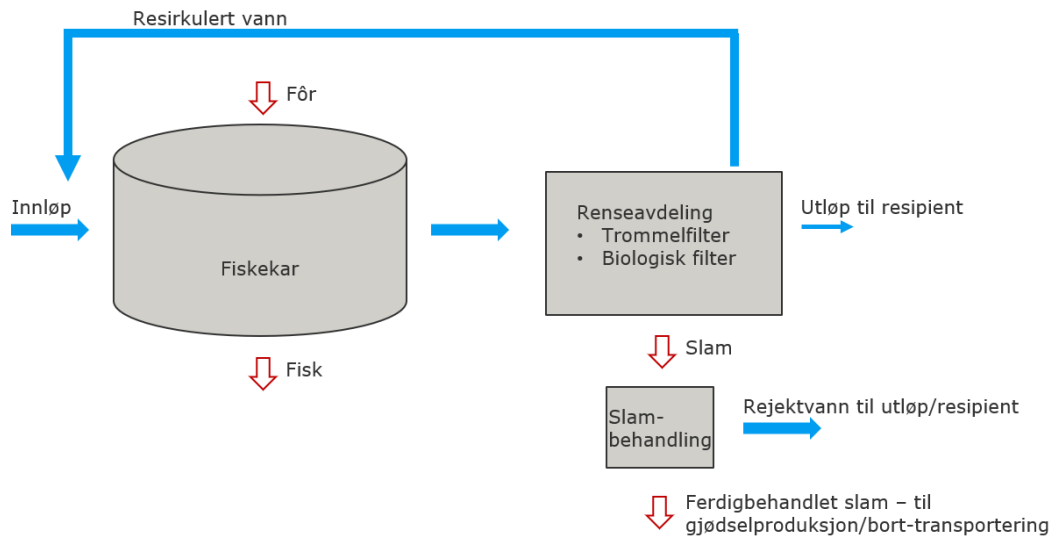 Resirkulert vann
Fôr
Innløp
Fiskekar
Fisk
Renseavdeling
• Trommelfilter
• Biologisk filter
Utløp til resipient
Slam
Slam-
behandling
Rejektvann til utløp/resipient
Ferdigbehandlet slam – til
gjødselproduksjon/bort-transportering